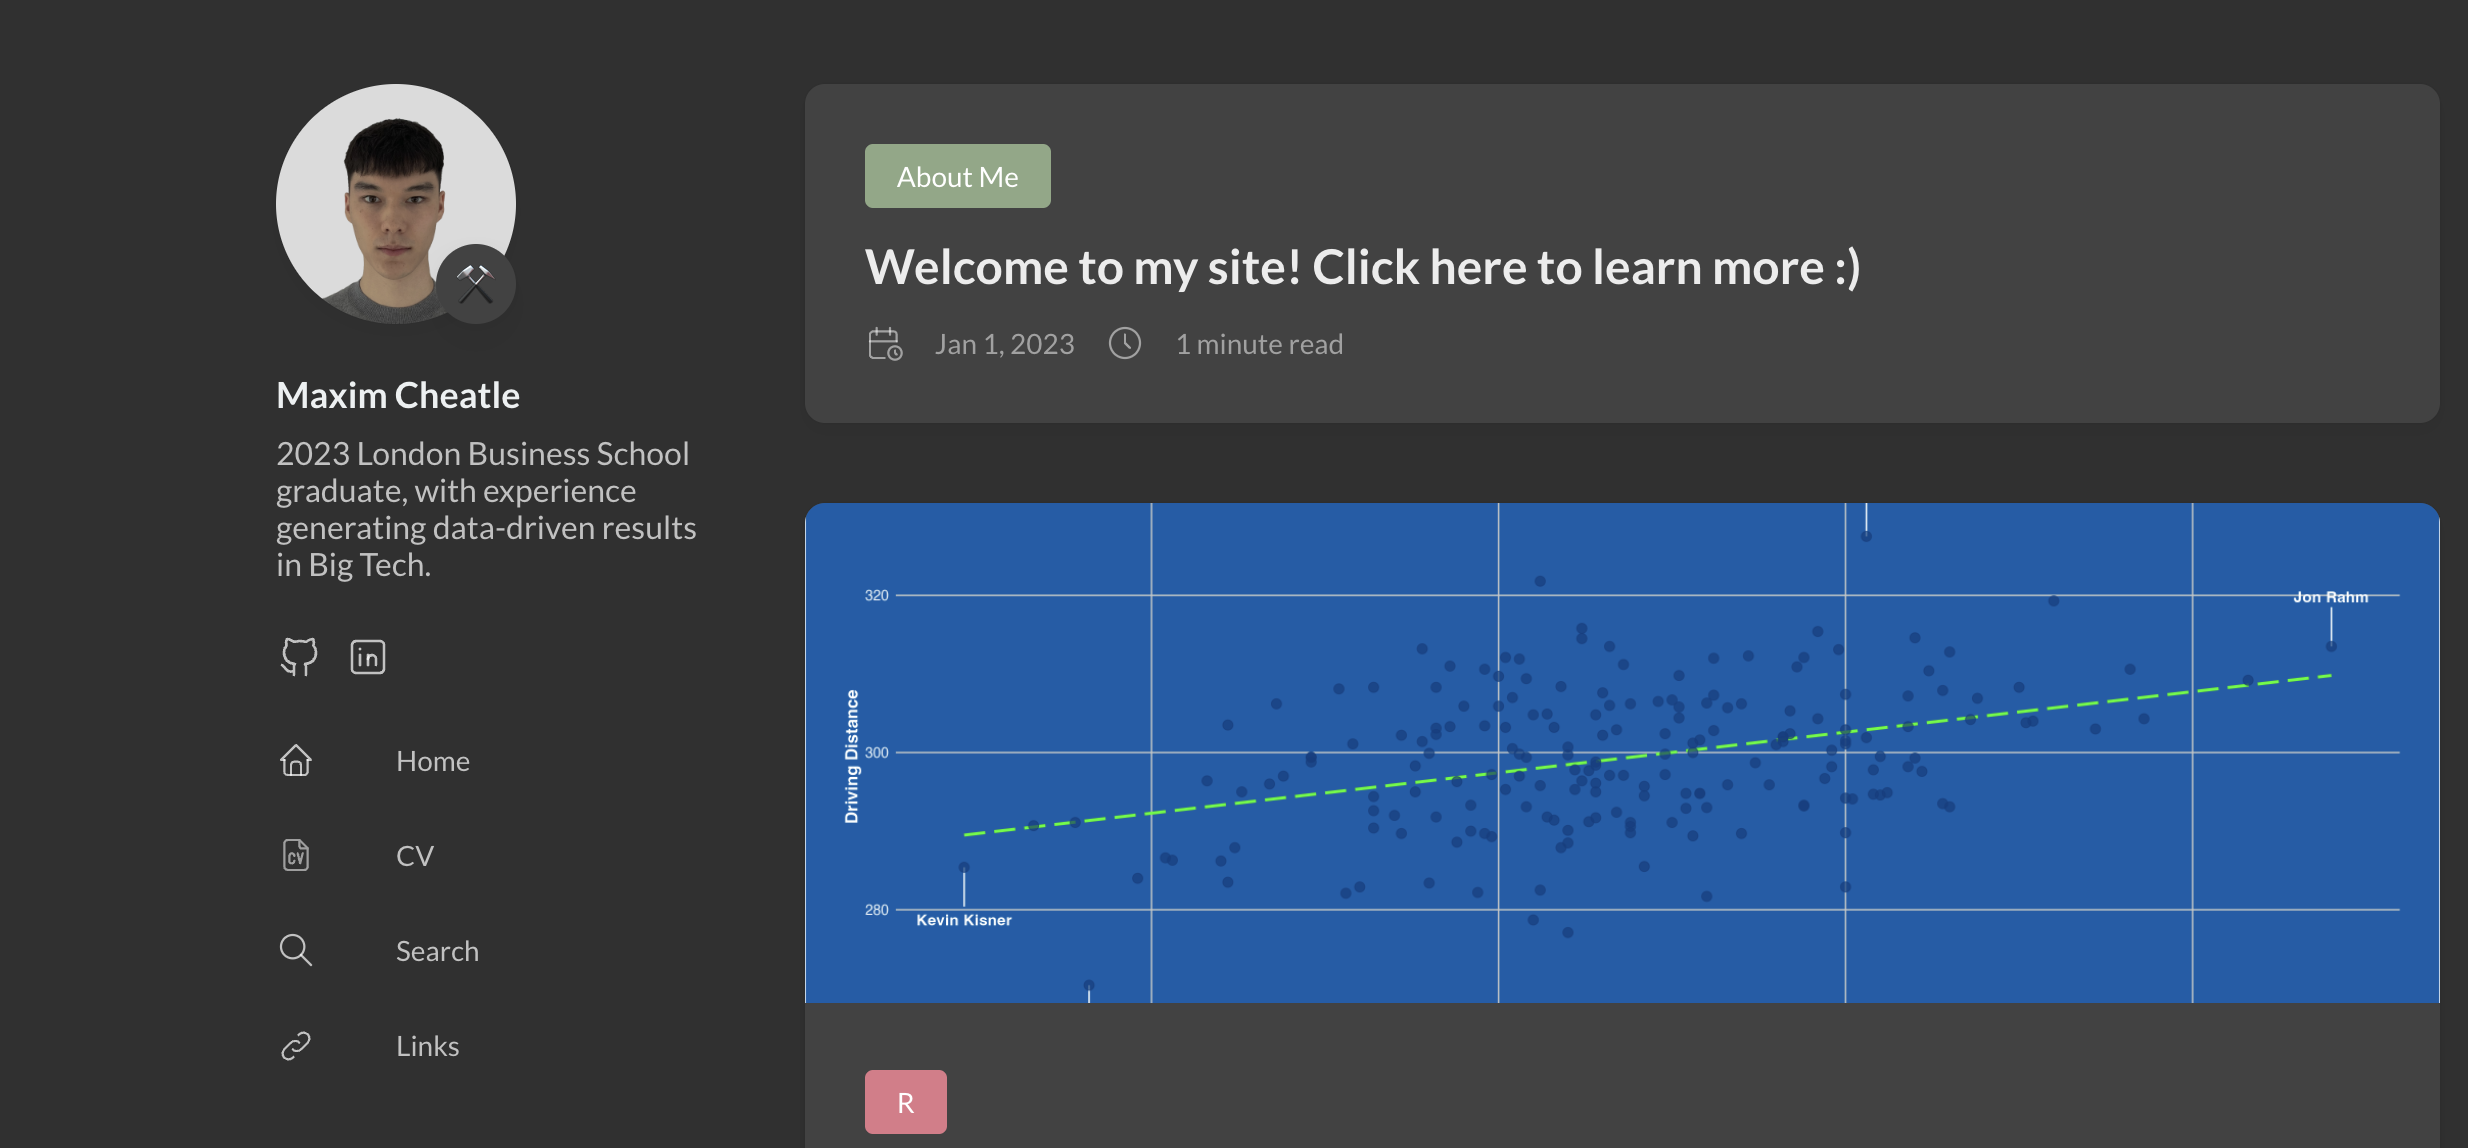 Maxim Cheatle
2023 London Business School
graduate, with experience
generating data-driven results
in Big Tech.
in
Home
CV
CV
Search
Links
About Me
Welcome to my site! Click here to learn more :)
Jan 1, 2023 1 minute read
Driving Distance
320
300
280
Jon Rahm
Kevin Kisner
R